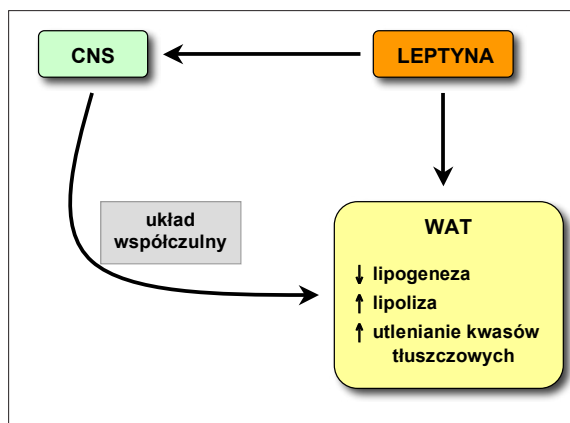 CNS
LEPTYNA
układ
współczulny
WAT
↓ lipogeneza
↑ lipoliza
↑ utlenianie kwasów
tłuszczowych